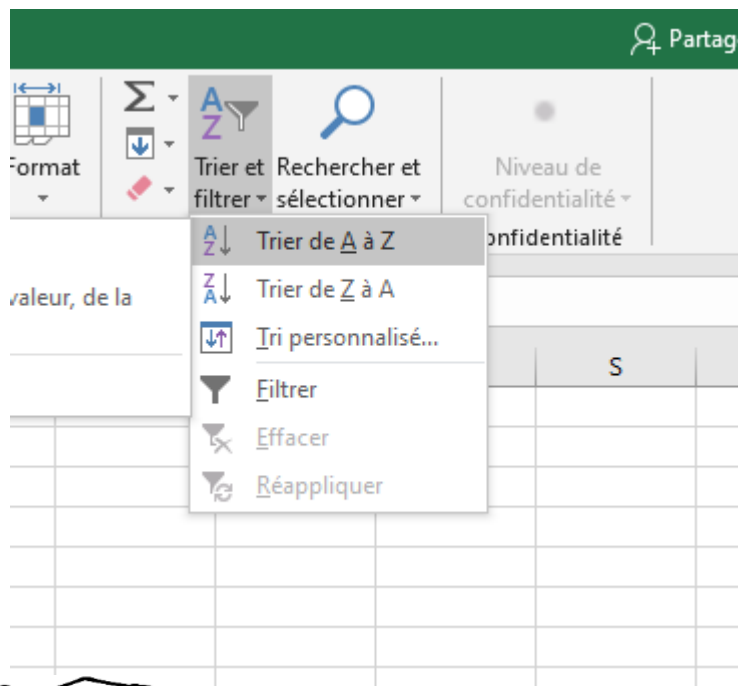 Partag
Format
Trier et
filtrer
Rechercher et
sélectionner
Niveau de
confidentialité
onfidentialité
valeur, de la
Trier de A à Z
Trier de Z à A
Tri personnalisé...
Filtrer
Effacer
Réappliquer
S